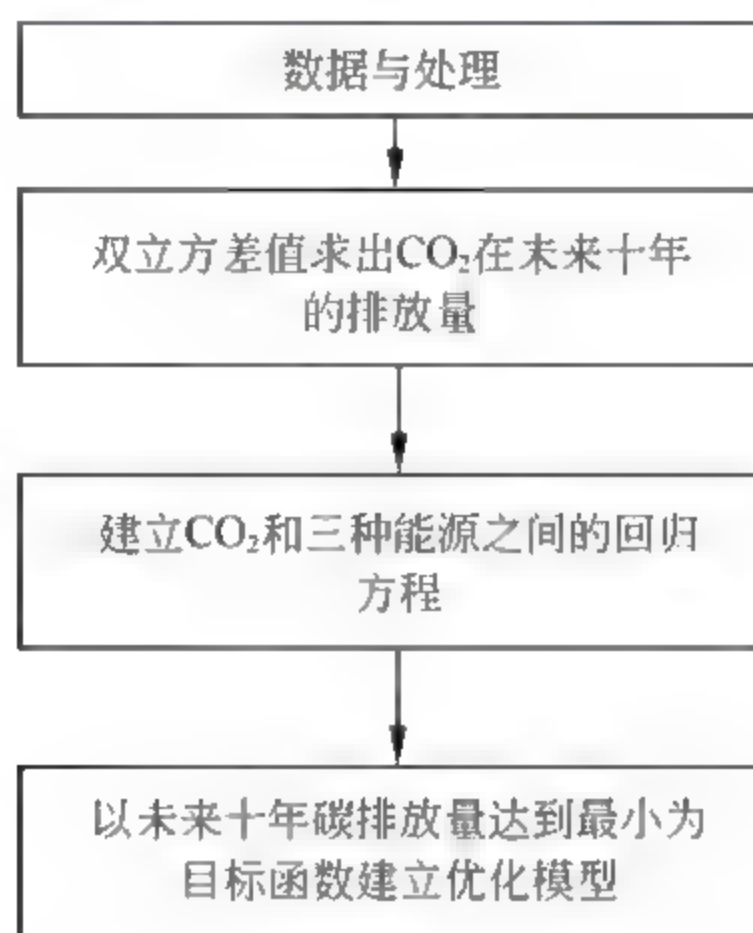 数据与处理
双立方差值求出CO₂在未来十年
的排放量
建立CO₂和三种能源之间的回归
方程
以未来十年碳排放量达到最小为
目标函数建立优化模型